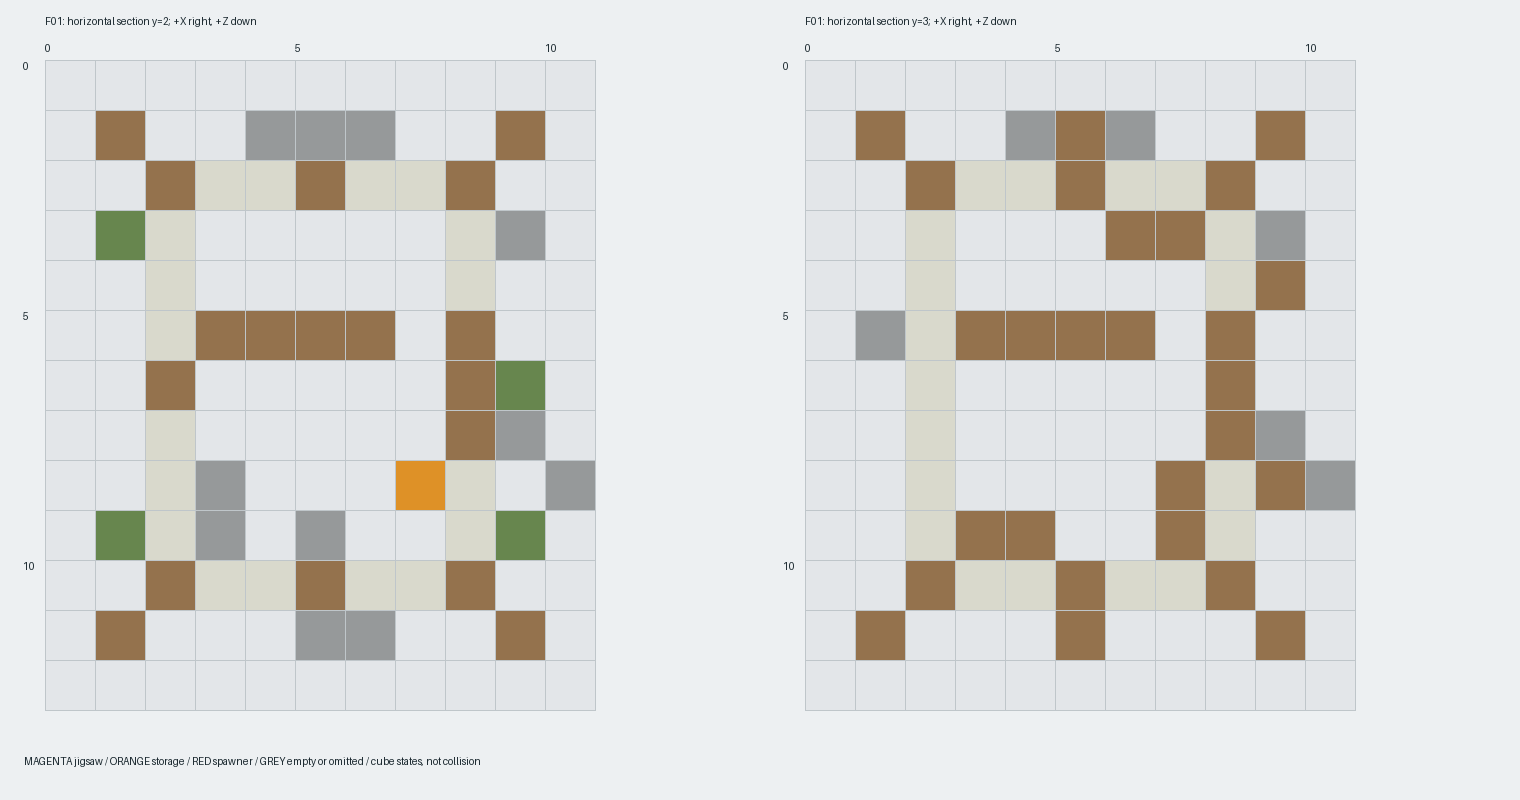 F01: horizontal section y=2; +X right, +Z down
F01: horizontal section y=3; +X right, +Z down
0 5 10
0 5 10
0
0
5
5
10
10
MAGENTA jigsaw / ORANGE storage / RED spawner / GREY empty or omitted / cube states, not collision